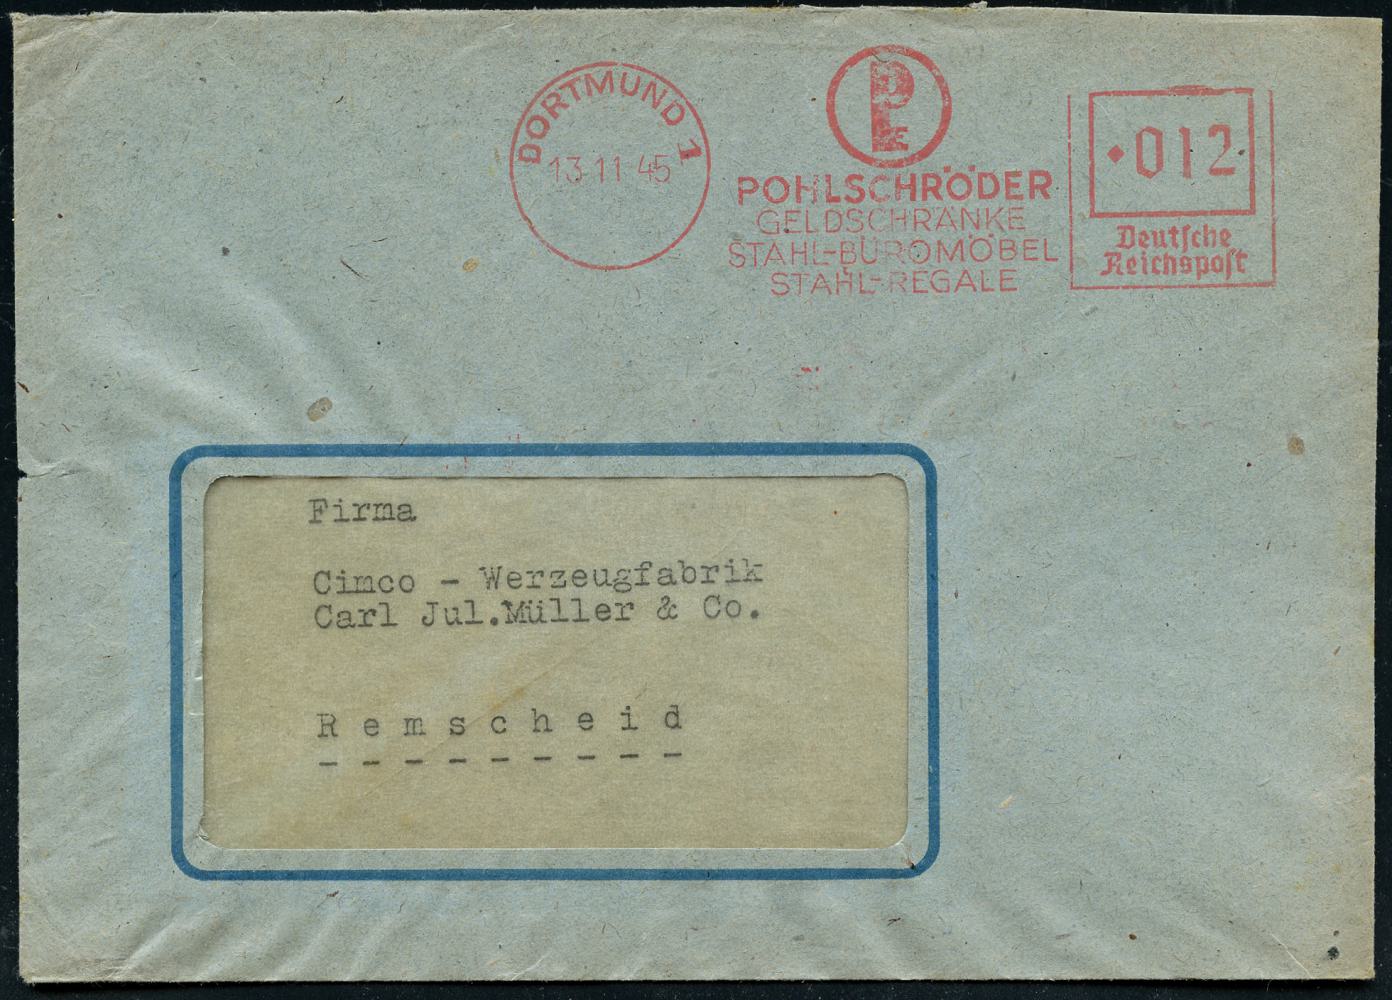 DORTMUND 1
13 11 45
POHLSCHRÖDER
GELDSCHRÄNKE
STAHL-BÜROMÖBEL
STAHL-REGALE
012
Deutsche
Reichspost
Firma
Cimco - Werzeugfabrik
Carl Jul.Müller & Co.
Remscheid